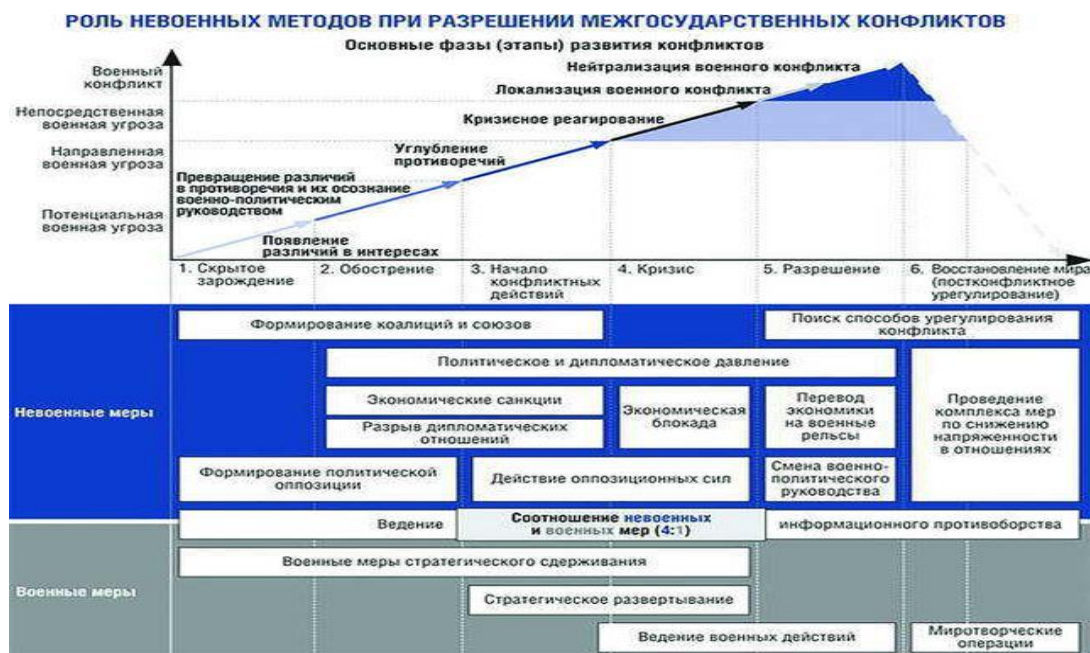 РОЛЬ НЕВОЕННЫХ МЕТОДОВ ПРИ РАЗРЕШЕНИИ МЕЖГОСУДАРСТВЕННЫХ КОНФЛИКТОВ
Основные фазы (этапы) развития конфликтов
Военный
конфликт
Непосредственная
военная угроза
Направленная
военная угроза
Потенциальная
военная угроза
Нейтрализация военного конфликта
Локализация военного конфликта
Кризисное реагирование
Углубление
противоречий
Превращение различий
в противоречия и их осознание
военно-политическим
руководством
Появление
различий в интересах
1. Скрытое
зарождение
2. Обострение
3. Начало
конфликтных
действий
4. Кризис
5. Разрешение
6. Восстановление мира
(постконфликтное
урегулирование)
Невоенные меры
Формирование коалиций и союзов
Поиск способов урегулирования
конфликта
Политическое и дипломатическое давление
Экономические санкции
Разрыв дипломатических
отношений
Экономическая
блокада
Перевод
экономики
на военные
рельсы
Проведение
комплекса мер
по снижению
напряженности
в отношениях
Формирование политической
оппозиции
Действие оппозиционных сил
Смена военно-
политического
руководства
Ведение
Соотношение невоенных
и военных мер (4:1)
информационного противоборства
Военные меры
Военные меры стратегического сдерживания
Стратегическое развертывание
Ведение военных действий
Миротворческие
операции